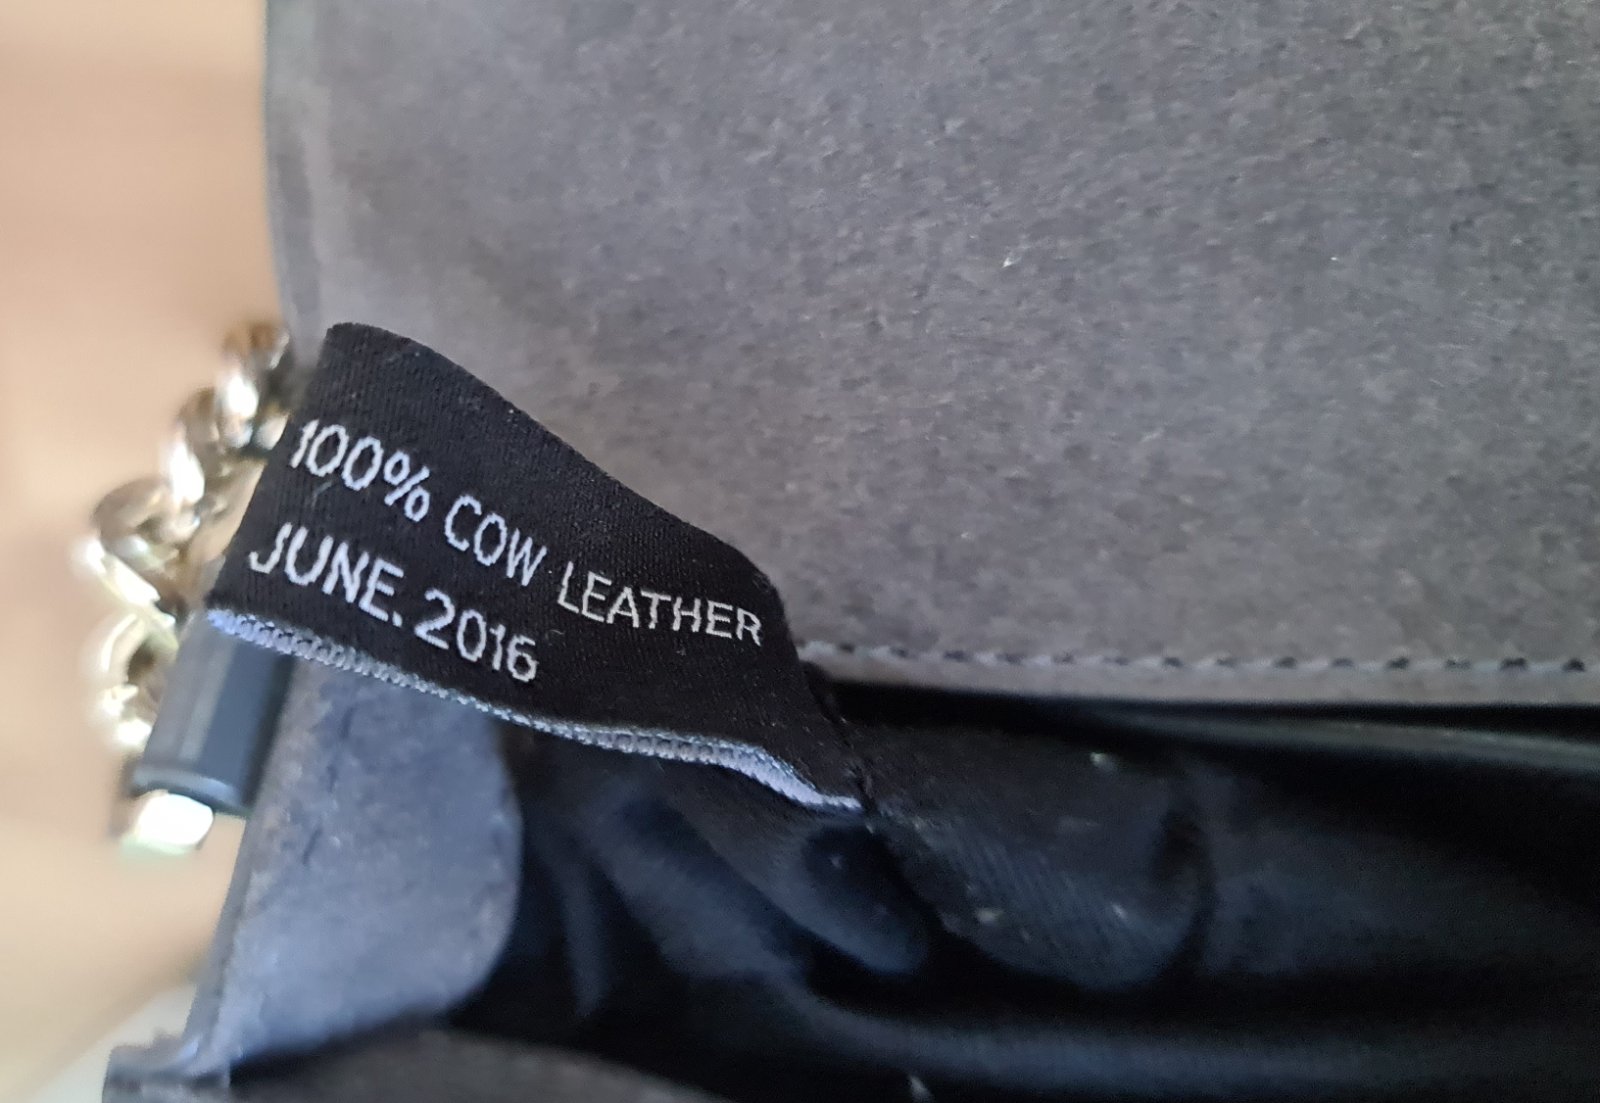 100% COW LEATHER
JUNE. 2016